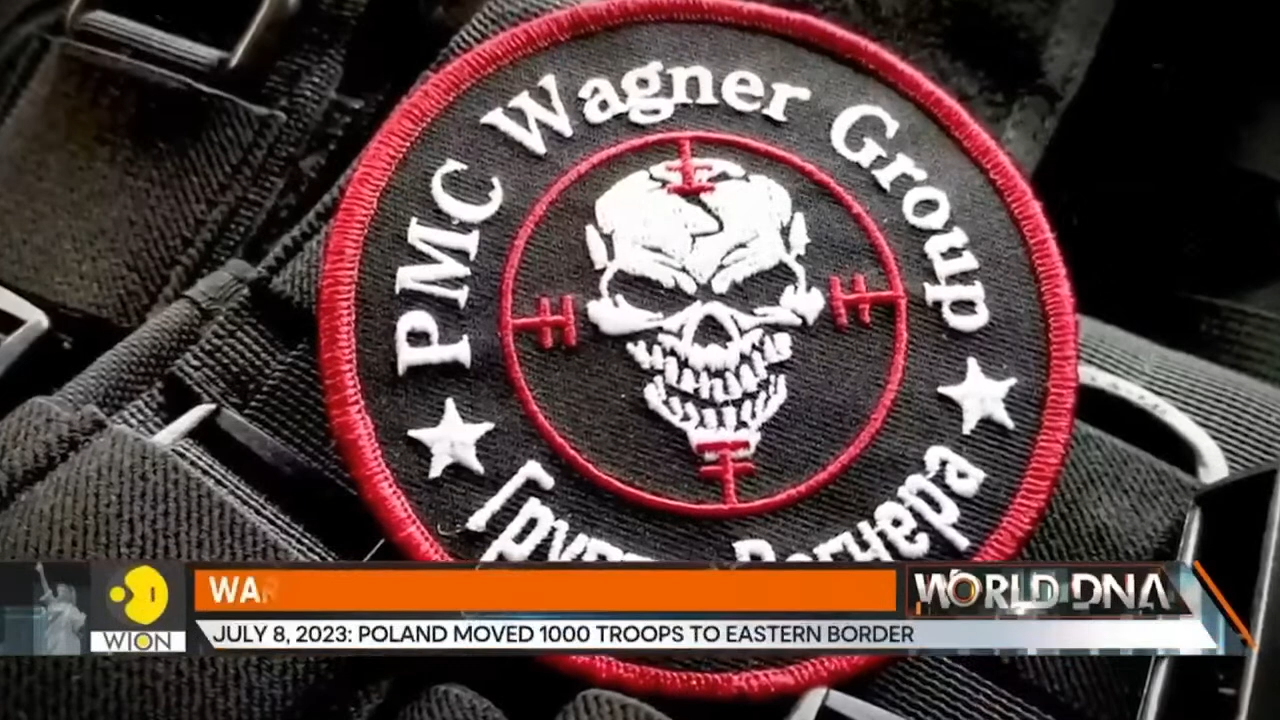 PMC Wagner Group
WAR
WORLD DNA
WION
JULY 8, 2023: POLAND MOVED 1000 TROOPS TO EASTERN BORDER